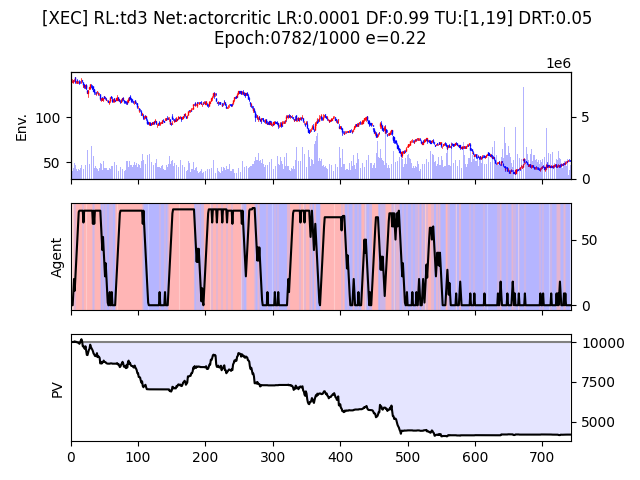 [XEC] RL:td3 Net:actorcritic LR:0.0001 DF:0.99 TU:[1,19] DRT:0.05
Epoch:0782/1000 e=0.22
1e6
Env.
100
50
5
0
Agent
50
0
PV
10000
7500
5000
0 100 200 300 400 500 600 700